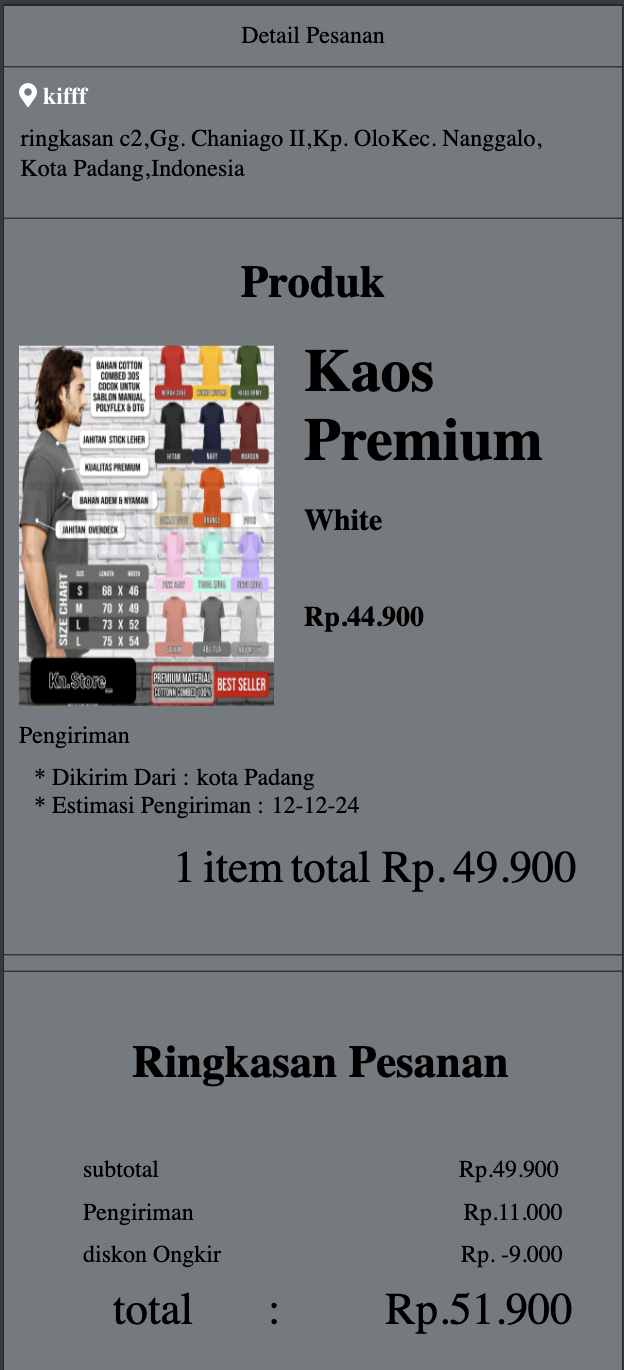 Detail Pesanan
kifff
ringkasan c2,Gg. Chaniago II,Kp. OloKec. Nanggalo,
Kota Padang,Indonesia
Produk
BAHAN COTTON
COMBED 30S
COCOK UNTUK
SABLON MANUAL,
POLYFLEX & DTG
JAHITAN STICK LEHER
KUALITAS PREMIUM
BAHAN ADEM & NYAMAN
JAHITAN OVERDECK
HITAM NAVY MAROON
ORANGE
SIZE CHART
SIZE LENGTH WIDTH
S 68 X 46
M 70 X 49
L 73 X 52
L 75 X 54
Kn.Store_
PREMIUM MATERIAL
COTTONN COMBED 100%
BEST SELLER
Kaos
Premium
White
Rp.44.900
Pengiriman
* Dikirim Dari : kota Padang
* Estimasi Pengiriman : 12-12-24
1 item total Rp. 49.900
Ringkasan Pesanan
subtotal Rp.49.900
Pengiriman Rp.11.000
diskon Ongkir Rp. -9.000
total : Rp.51.900